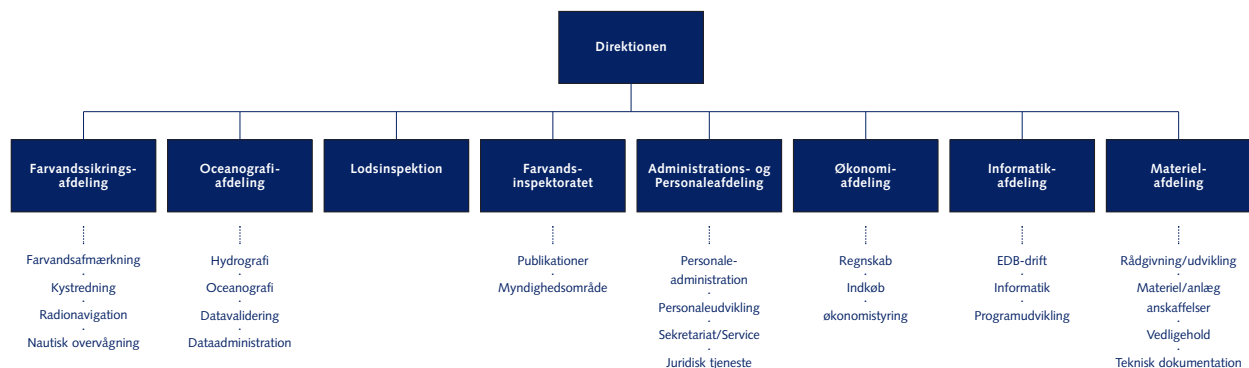 Direktionen
Farvandssikrings-
afdeling
Oceanografi-
afdeling
Lodsinspektion
Farvands-
inspektoratet
Administrations- og
Personaleafdeling
Økonomi-
afdeling
Informatik-
afdeling
Materiel-
afdeling
Farvandsafmærkning
Kystredning
Radionavigation
Nautisk overvågning
Hydrografi
Oceanografi
Datavalidering
Dataadministration
Publikationer
Myndighedsområde
Personale-
administration
Personaleudvikling
Sekretariat/Service
Juridisk tjeneste
Regnskab
Indkøb
økonomistyring
EDB-drift
Informatik
Programudvikling
Rådgivning/udvikling
Materiel/anlæg
anskaffelser
Vedligehold
Teknisk dokumentation